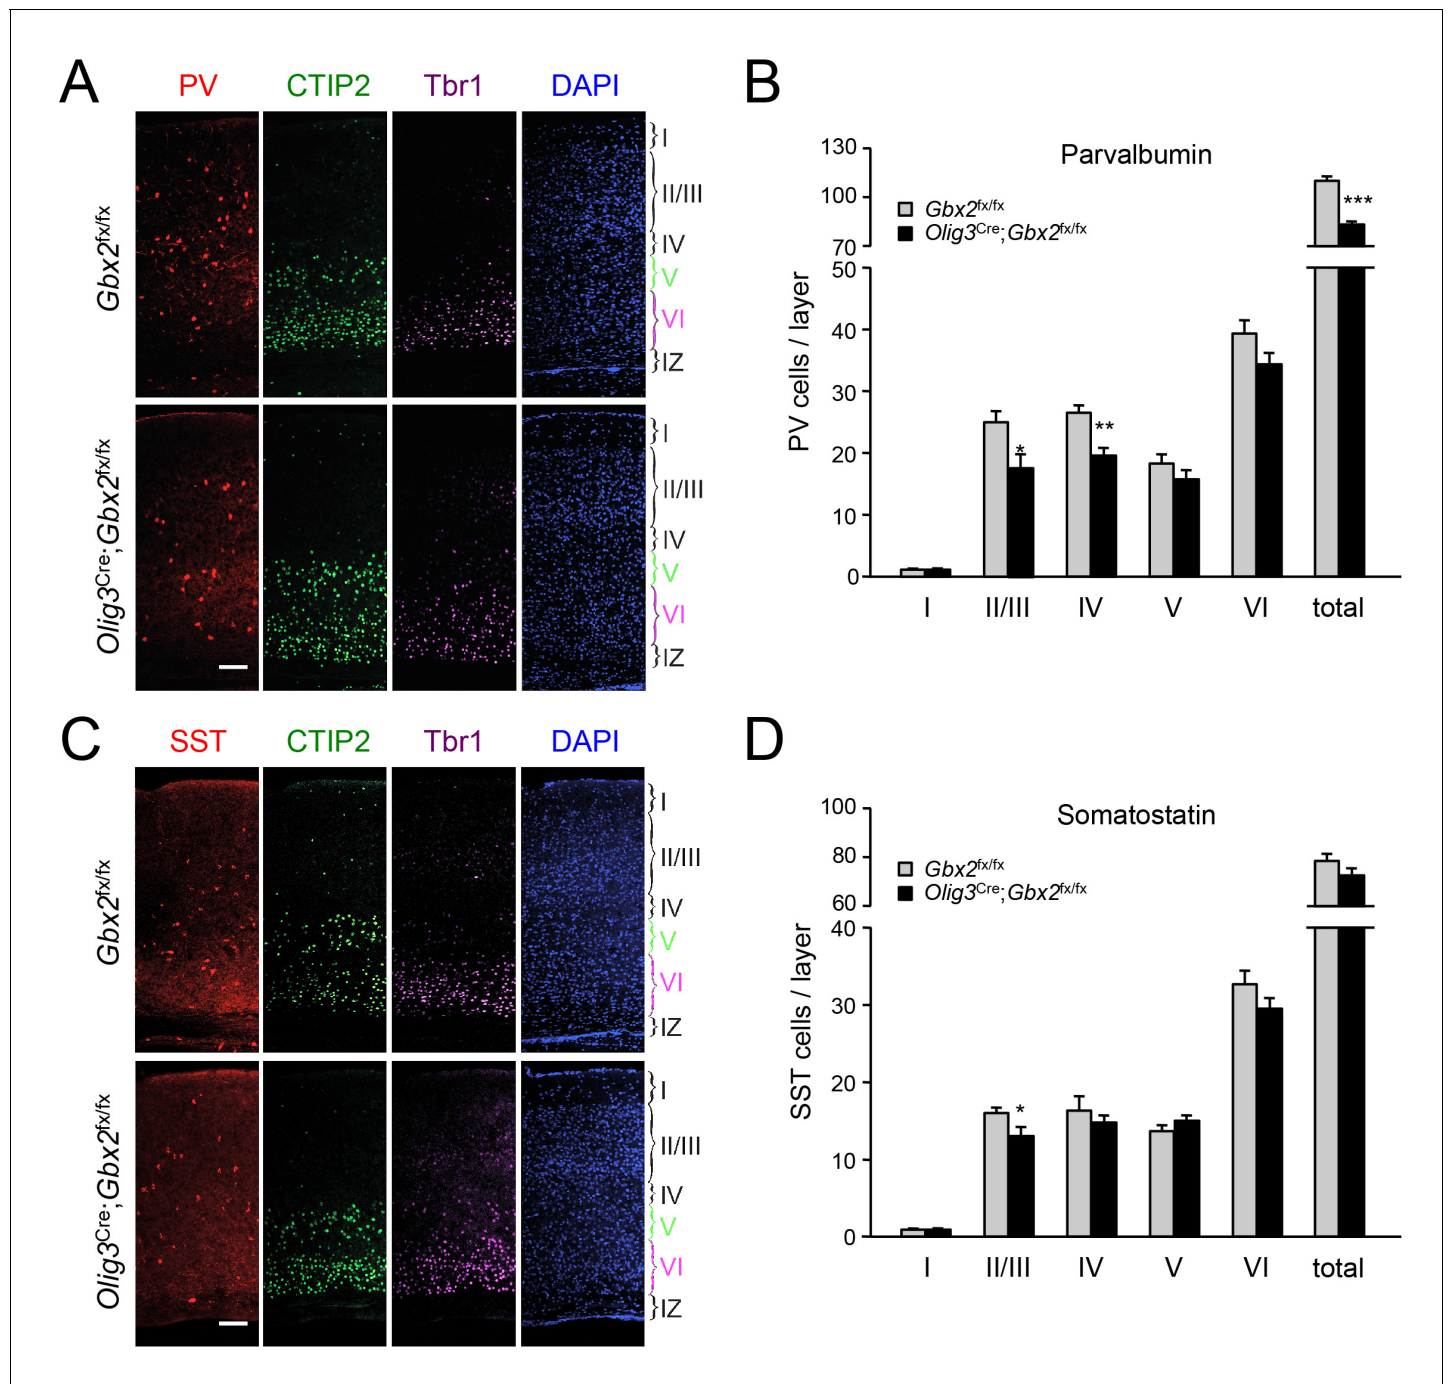 A
PV CTIP2 Tbr1 DAPI
Gbx2fx/fx
I
II/III
IV
V
VI
IZ
Olig3Cre;Gbx2fx/fx
I
II/III
IV
V
VI
IZ
B
Parvalbumin
Gbx2fx/fx
Olig3Cre;Gbx2fx/fx
PV cells / layer
130
100
70
50
40
30
20
10
0
*
**
***
I II/III IV V VI total
C
SST CTIP2 Tbr1 DAPI
Gbx2fx/fx
I
II/III
IV
V
VI
IZ
Olig3Cre;Gbx2fx/fx
I
II/III
IV
V
VI
IZ
D
Somatostatin
Gbx2fx/fx
Olig3Cre;Gbx2fx/fx
SST cells / layer
100
80
60
40
30
20
10
0
*
I II/III IV V VI total